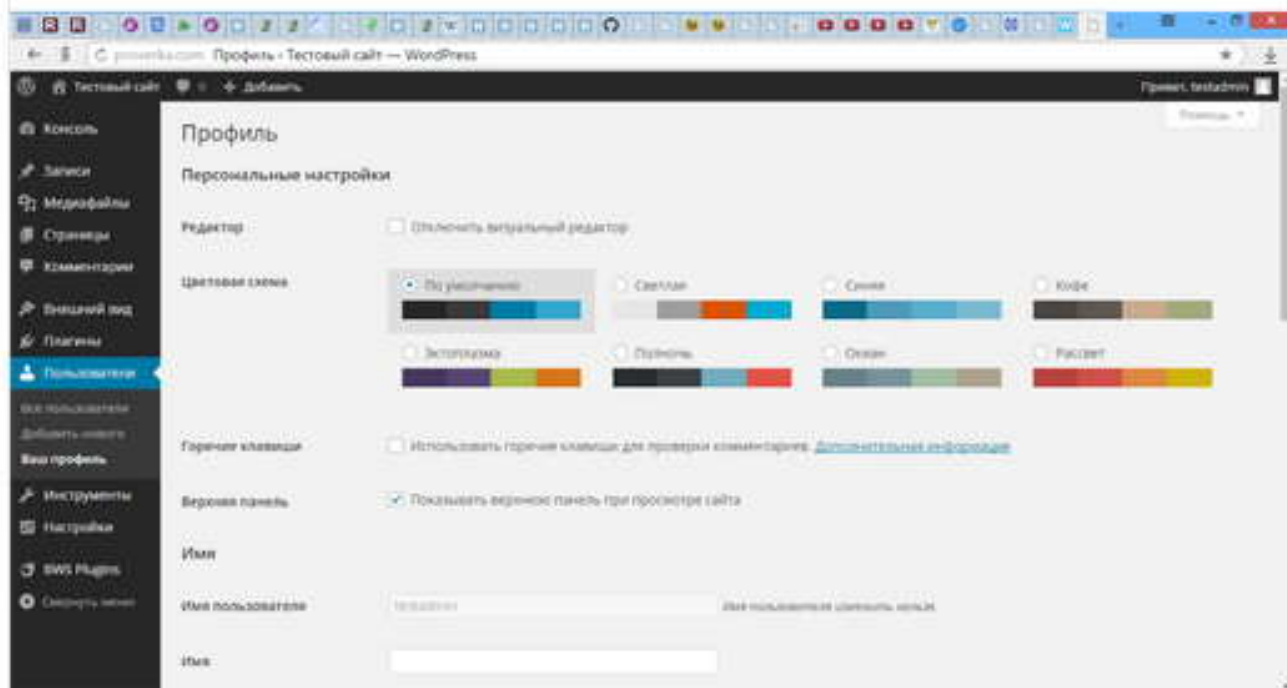 Профиль ‹ Тестовый сайт — WordPress
Тестовый сайт
Добавить
Привет, testadmin
Помощь
Консоль
Записи
Медиафайлы
Страницы
Комментарии
Внешний вид
Плагины
Пользователи
Все пользователи
Добавить нового
Ваш профиль
Инструменты
Настройки
BWS Plugins
Свернуть меню
Профиль
Персональные настройки
Редактор
Отключить визуальный редактор
Цветовая схема
По умолчанию
Светлая
Синяя
Кофе
Эктоплазма
Полночь
Океан
Рассвет
Горячие клавиши
Использовать горячие клавиши для проверки комментариев. Дополнительная информация
Верхняя панель
Показывать верхнюю панель при просмотре сайта
Имя
Имя пользователя
testadmin
Имя пользователя изменить нельзя.
Имя